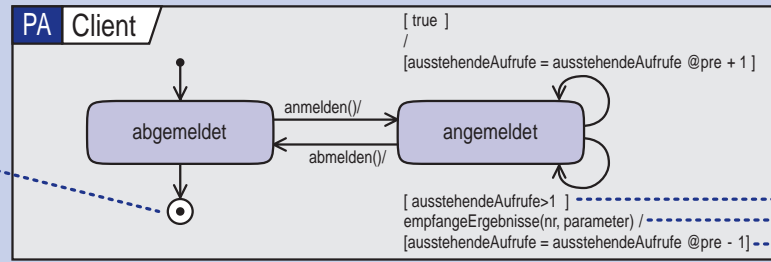 PA Client
[ true ]
/
[ausstehendeAufrufe = ausstehendeAufrufe @pre + 1 ]
anmelden()/
abgemeldet
angemeldet
abmelden()/
[ ausstehendeAufrufe>1 ]
empfangeErgebnisse(nr, parameter) /
[ausstehendeAufrufe = ausstehendeAufrufe @pre - 1]